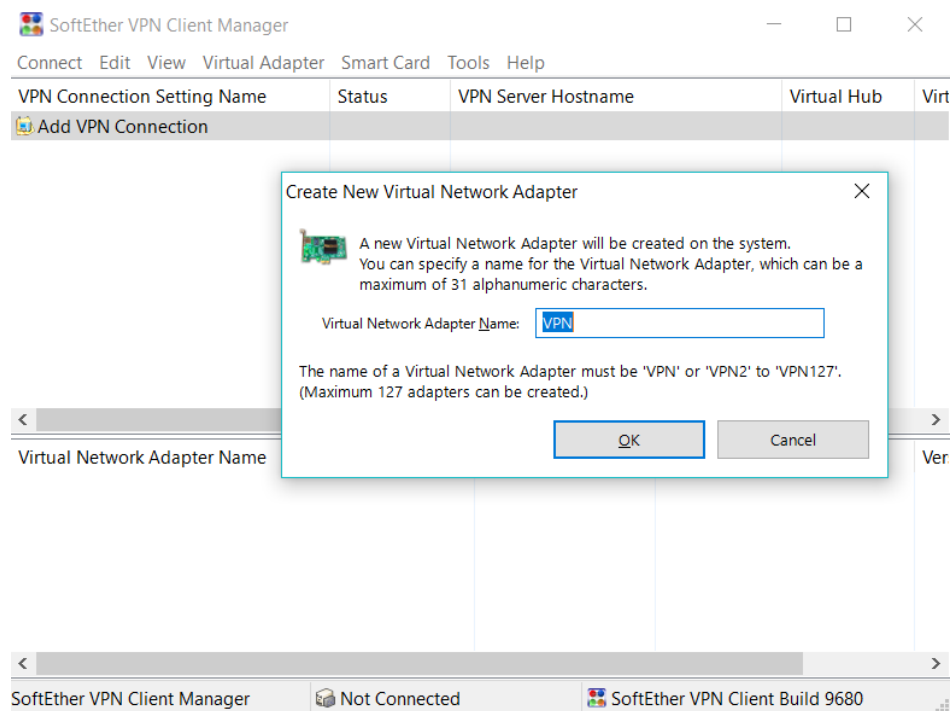 SoftEther VPN Client Manager
Connect Edit View Virtual Adapter Smart Card Tools Help
VPN Connection Setting Name Status VPN Server Hostname Virtual Hub Virt
Add VPN Connection
Create New Virtual Network Adapter
A new Virtual Network Adapter will be created on the system.
You can specify a name for the Virtual Network Adapter, which can be a
maximum of 31 alphanumeric characters.
Virtual Network Adapter Name: VPN
The name of a Virtual Network Adapter must be 'VPN' or 'VPN2' to 'VPN127'.
(Maximum 127 adapters can be created.)
OK Cancel
Virtual Network Adapter Name Ver
SoftEther VPN Client Manager Not Connected SoftEther VPN Client Build 9680